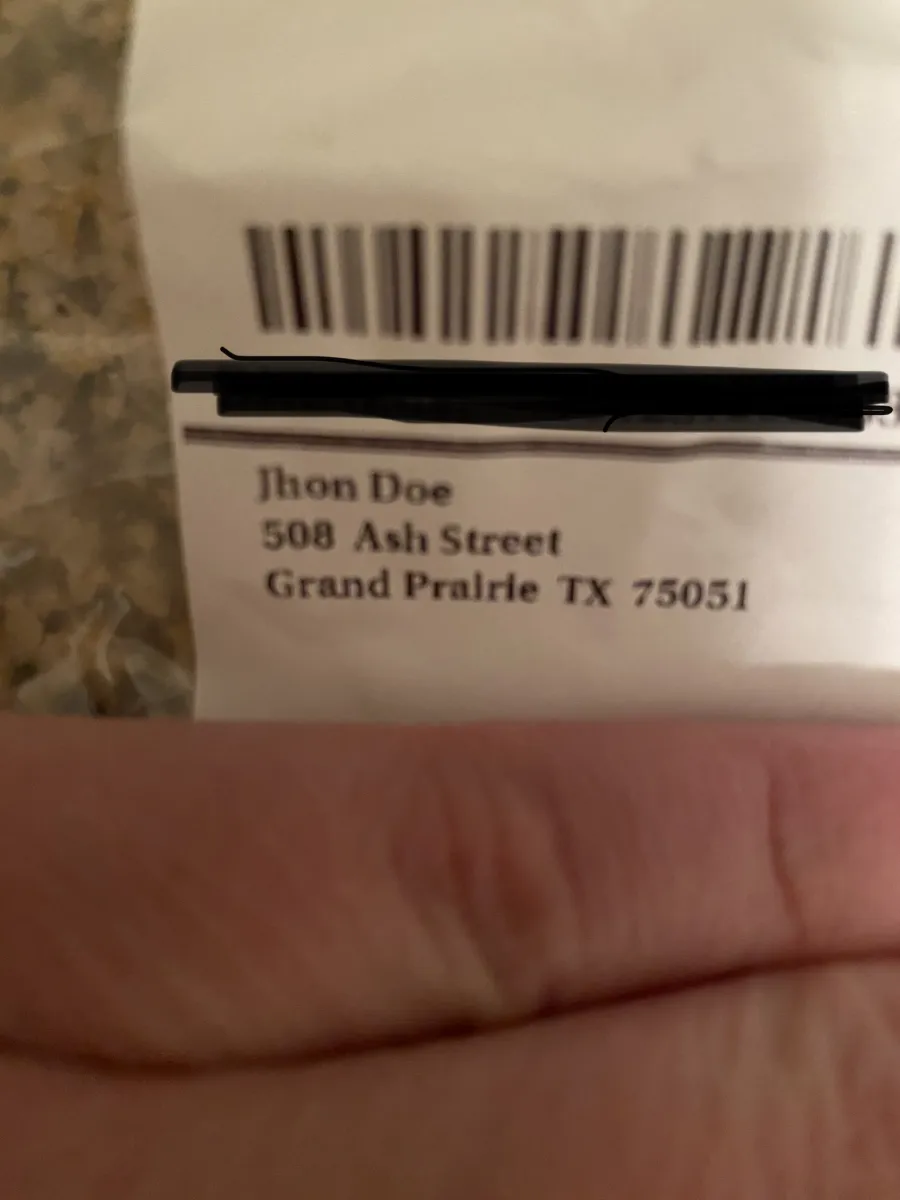 Jhon Doe
508 Ash Street
Grand Prairie TX 75051